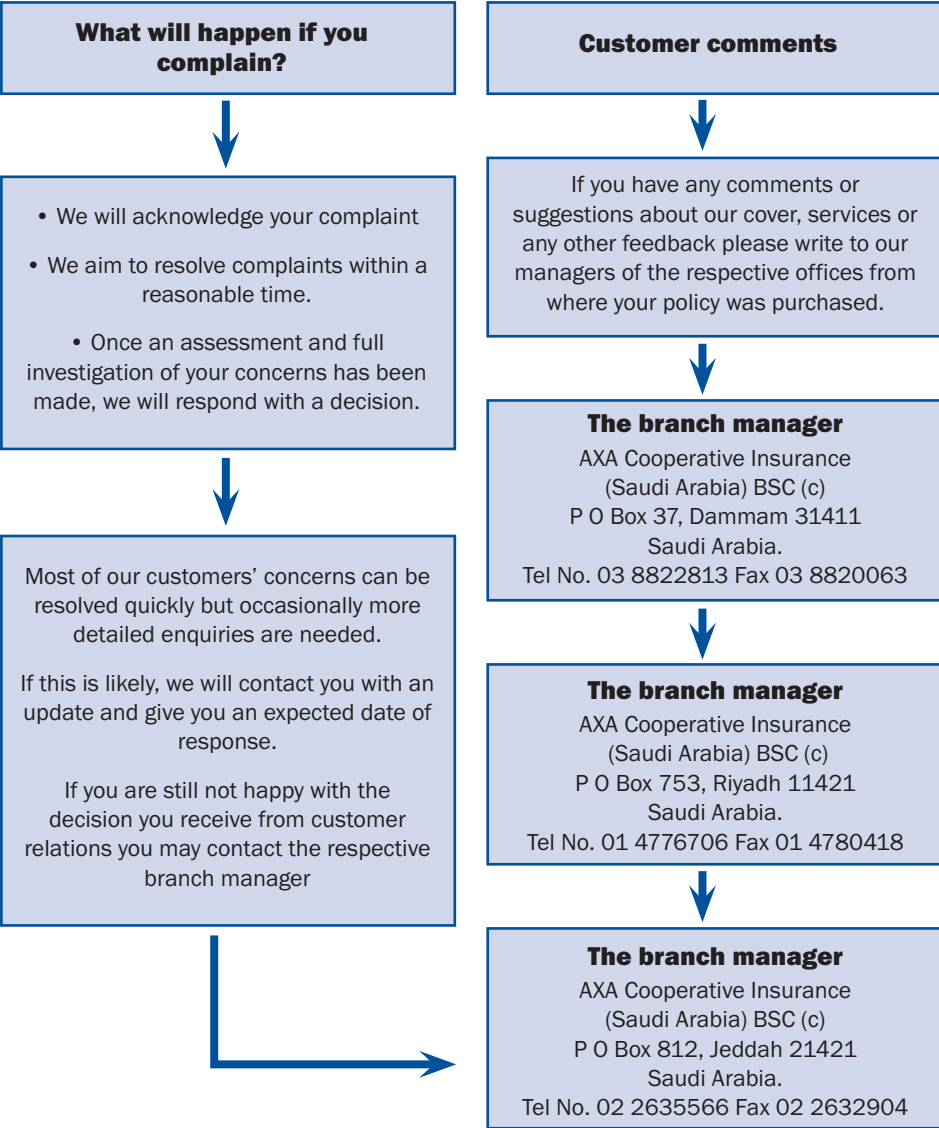 What will happen if you
complain?
• We will acknowledge your complaint
• We aim to resolve complaints within a
reasonable time.
• Once an assessment and full
investigation of your concerns has been
made, we will respond with a decision.
Most of our customers’ concerns can be
resolved quickly but occasionally more
detailed enquiries are needed.
If this is likely, we will contact you with an
update and give you an expected date of
response.
If you are still not happy with the
decision you receive from customer
relations you may contact the respective
branch manager
Customer comments
If you have any comments or
suggestions about our cover, services or
any other feedback please write to our
managers of the respective offices from
where your policy was purchased.
The branch manager
AXA Cooperative Insurance
(Saudi Arabia) BSC (c)
P O Box 37, Dammam 31411
Saudi Arabia.
Tel No. 03 8822813 Fax 03 8820063
The branch manager
AXA Cooperative Insurance
(Saudi Arabia) BSC (c)
P O Box 753, Riyadh 11421
Saudi Arabia.
Tel No. 01 4776706 Fax 01 4780418
The branch manager
AXA Cooperative Insurance
(Saudi Arabia) BSC (c)
P O Box 812, Jeddah 21421
Saudi Arabia.
Tel No. 02 2635566 Fax 02 2632904